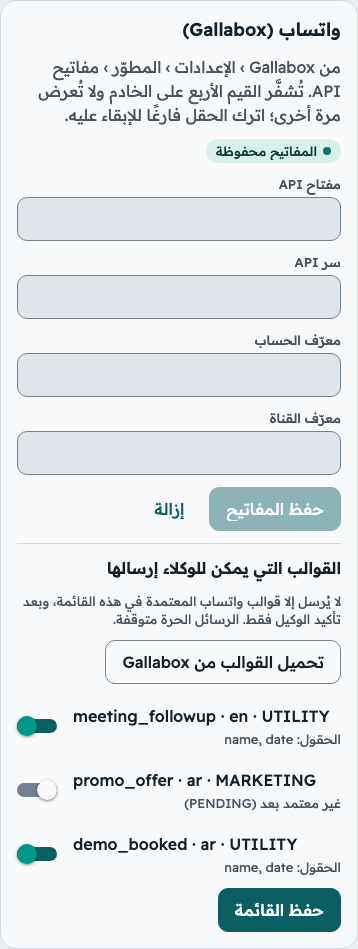 واتساب (Gallabox)
من Gallabox › الإعدادات › المطوّر › مفاتيح
API. تُشفَّر القيم الأربع على الخادم ولا تُعرض
مرة أخرى؛ اترك الحقل فارغًا للإبقاء عليه.
المفاتيح محفوظة
مفتاح API
سر API
معرّف الحساب
معرّف القناة
حفظ المفاتيح
إزالة
القوالب التي يمكن للوكلاء إرسالها
لا يُرسل إلا قوالب واتساب المعتمدة في هذه القائمة، وبعد
تأكيد الوكيل فقط. الرسائل الحرة متوقفة.
تحميل القوالب من Gallabox
meeting_followup · en · UTILITY
الحقول: name, date
promo_offer · ar · MARKETING
غير معتمد بعد (PENDING)
demo_booked · ar · UTILITY
الحقول: name, date
حفظ القائمة